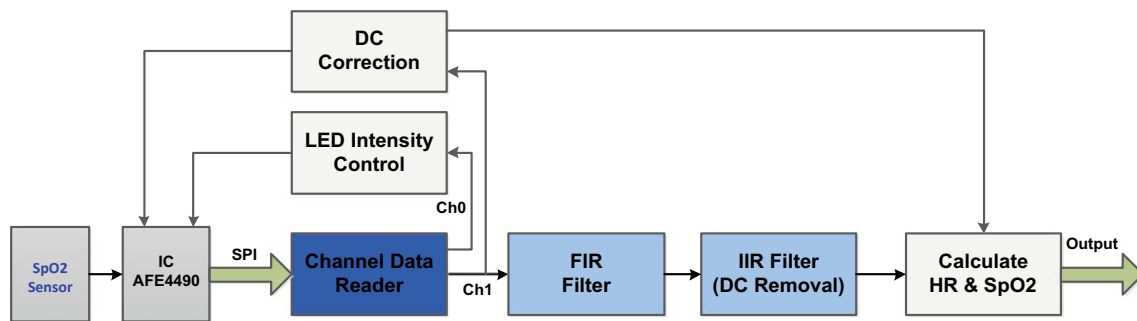 DC
Correction
LED Intensity
Control
Ch0
SpO2
Sensor
IC
AFE4490
SPI
Channel Data
Reader
Ch1
FIR
Filter
IIR Filter
(DC Removal)
Calculate
HR & SpO2
Output